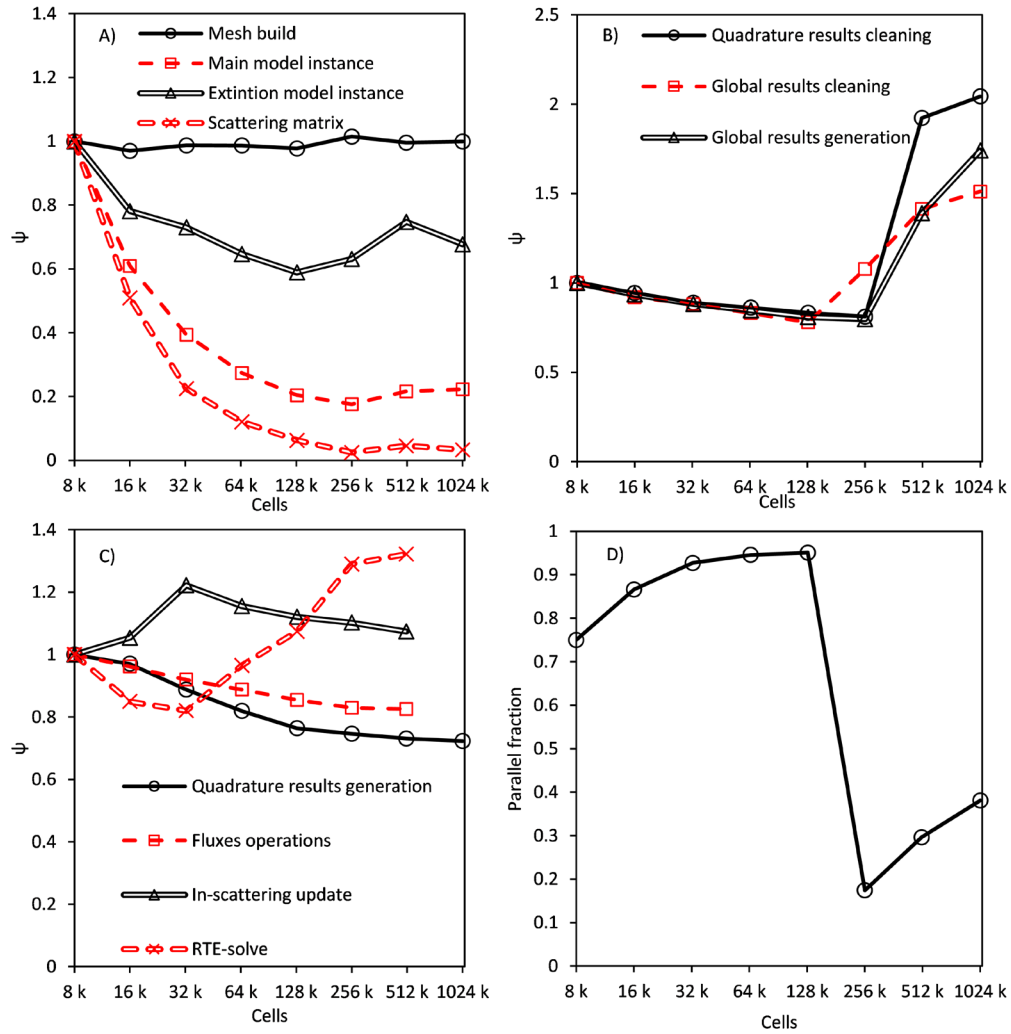 A)
Mesh build
Main model instance
Extintion model instance
Scattering matrix
1.4
1.2
1
0.8
0.6
0.4
0.2
0
ψ
8 k 16 k 32 k 64 k 128 k 256 k 512 k 1024 k
Cells
B)
Quadrature results cleaning
Global results cleaning
Global results generation
2.5
2
1.5
1
0.5
0
ψ
8 k 16 k 32 k 64 k 128 k 256 k 512 k 1024 k
Cells
C)
1.4
1.2
1
0.8
0.6
0.4
0.2
0
ψ
Quadrature results generation
Fluxes operations
In-scattering update
RTE-solve
8 k 16 k 32 k 64 k 128 k 256 k 512 k 1024 k
Cells
D)
1
0.9
0.8
0.7
0.6
0.5
0.4
0.3
0.2
0.1
0
Parallel fraction
8 k 16 k 32 k 64 k 128 k 256 k 512 k 1024 k
Cells